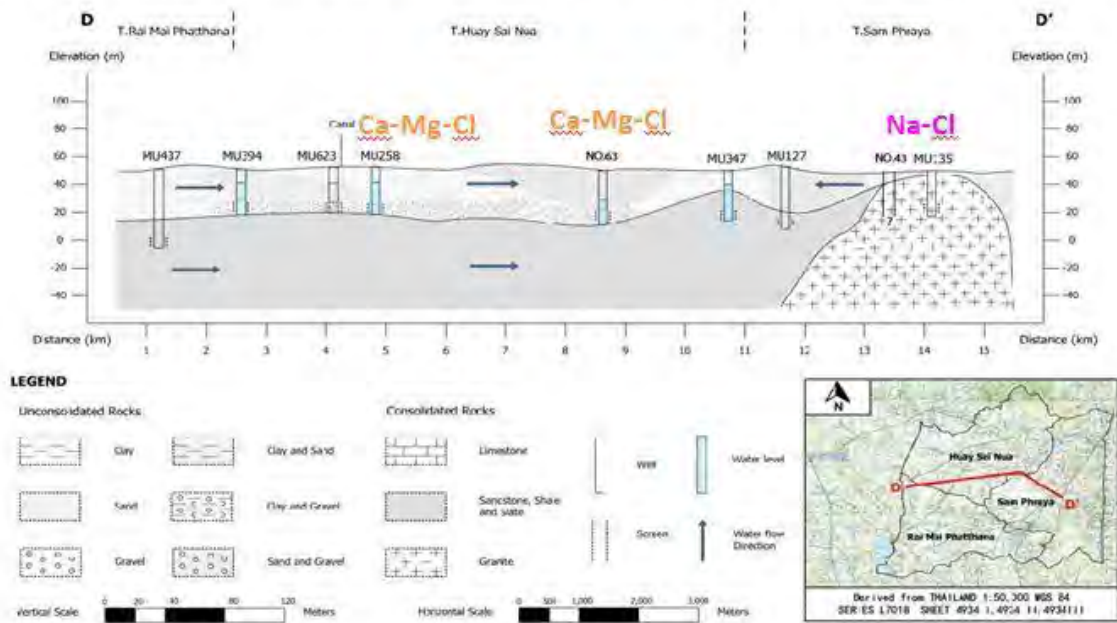 D D'
T.Rai Mai Phatthana T.Huay Sai Nua T.Sam Phraya
Elevation (m) Elevation (m)
100 100
80 80
60 60
40 40
20 20
0 0
-20 -20
-40 -40
Ca-Mg-Cl Ca-Mg-Cl Na-Cl
Canal
MU437 MU394 MU623 MU258 NO.63 MU347 MU127 NO.43 MU135
?
Distance (km) 1 2 3 4 5 6 7 8 9 10 11 12 13 14 15 Distance (km)
LEGEND
Unconsolidated Rocks Consolidated Rocks
Clay Clay and Sand Limestone Well Water level
Sand Clay and Gravel Sandstone, Shale and Slate
Gravel Sand and Gravel Granite Screen Water flow Direction
Vertical Scale 0 20 40 80 120 Meters
Horizontal Scale 0 500 1,000 2,000 3,000 Meters
N
Huay Sai Nua
D D'
Sam Phraya
Rai Mai Phatthana
Derived from THAILAND 1:50,300 WGS 84
SERIES L7018 SHEET